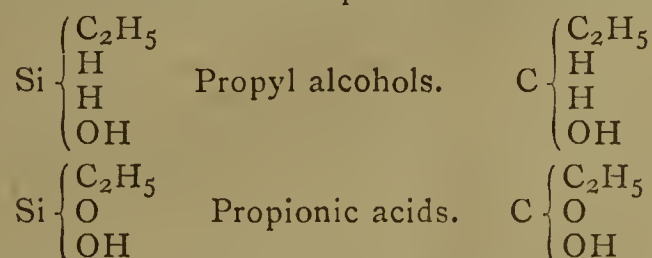 C₂H₅ C₂H₅
H H
Si Propyl alcohols. C
H H
OH OH
C₂H₅ C₂H₅
Si O Propionic acids. C O
OH OH